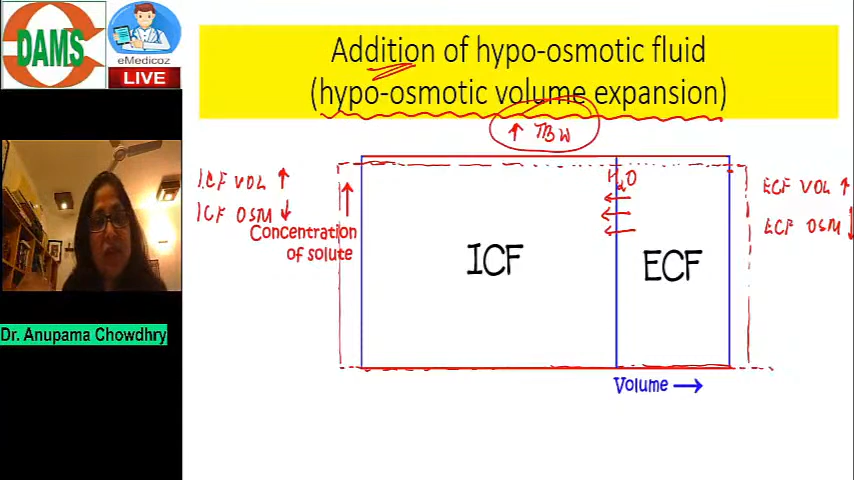 DAMS
eMedicoz
LIVE
Addition of hypo-osmotic fluid
(hypo-osmotic volume expansion)
↑ TBW
ICF VOL ↑
ICF OSM ↓
Concentration
of solute
H₂O
ICF
ECF
ECF VOL ↑
ECF OSM ↓
Volume →
Dr. Anupama Chowdhry